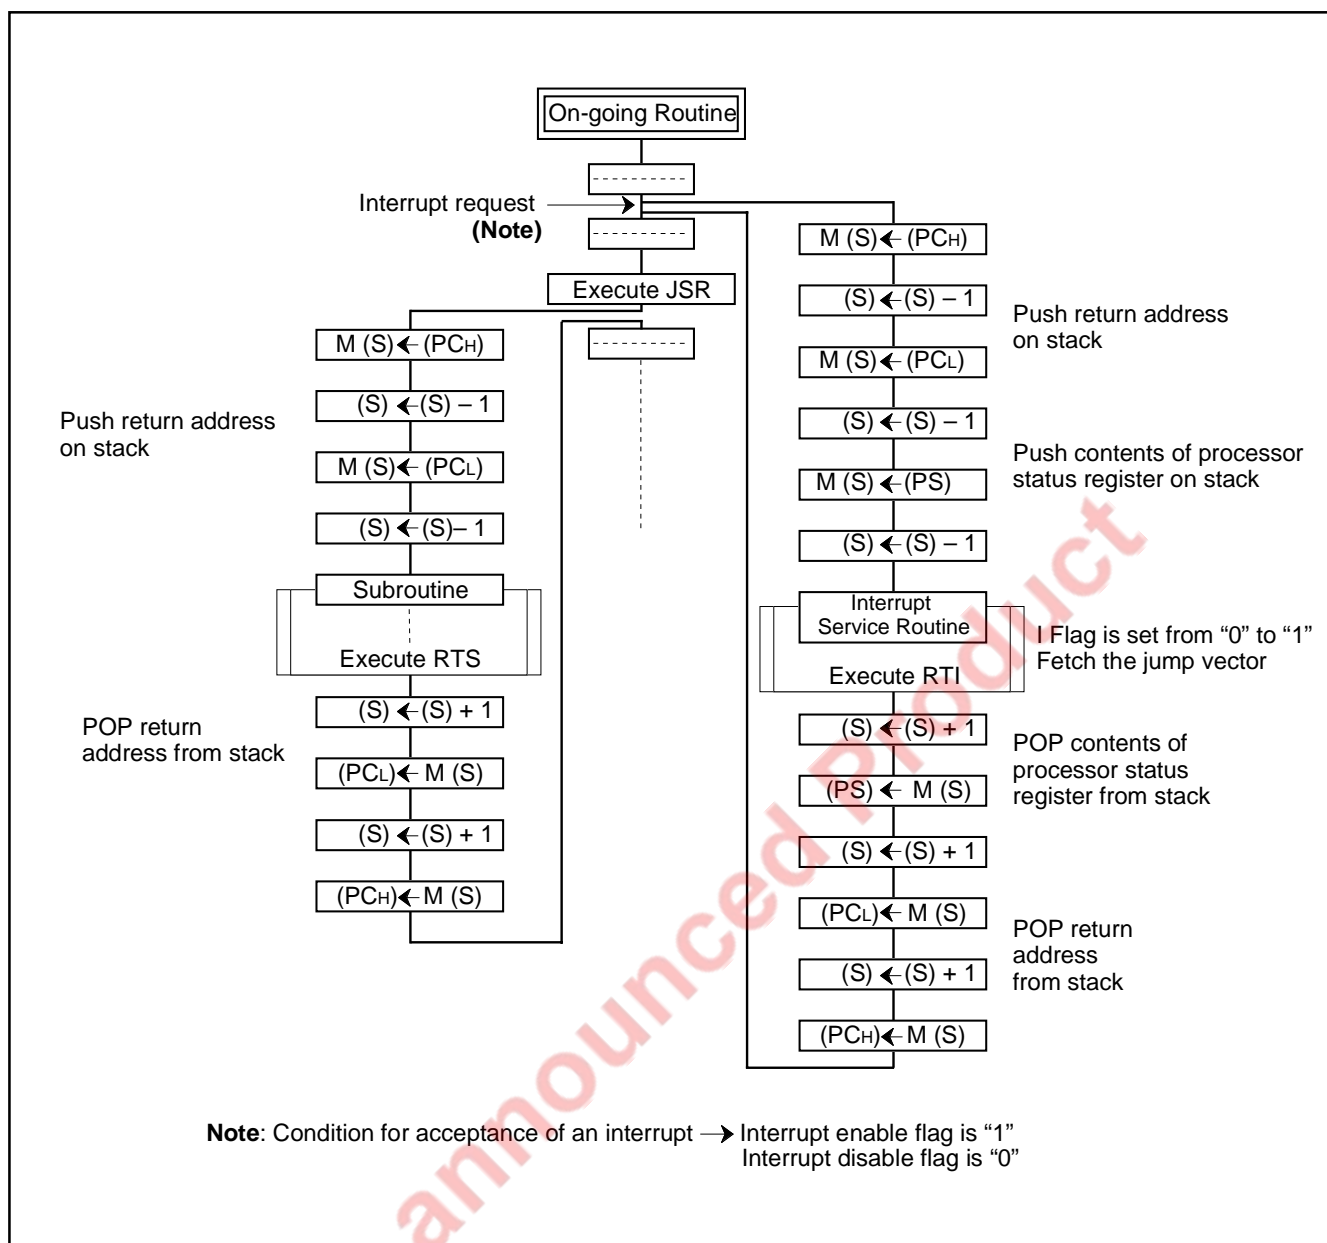 On-going Routine
Interrupt request
(Note)
Execute JSR
M (S) ← (PCH)
(S) ← (S) – 1
M (S) ← (PCL)
(S) ← (S)– 1
Push return address
on stack
Subroutine
Execute RTS
POP return
address from stack
(S) ← (S) + 1
(PCL) ← M (S)
(S) ← (S) + 1
(PCH) ← M (S)
M (S) ← (PCH)
(S) ← (S) – 1
M (S) ← (PCL)
(S) ← (S) – 1
M (S) ← (PS)
(S) ← (S) – 1
Push return address
on stack
Push contents of processor
status register on stack
Interrupt
Service Routine
Execute RTI
I Flag is set from “0” to “1”
Fetch the jump vector
(S) ← (S) + 1
(PS) ← M (S)
(S) ← (S) + 1
(PCL) ← M (S)
(S) ← (S) + 1
(PCH) ← M (S)
POP contents of
processor status
register from stack
POP return
address
from stack
Note: Condition for acceptance of an interrupt → Interrupt enable flag is “1”
Interrupt disable flag is “0”
announced Product